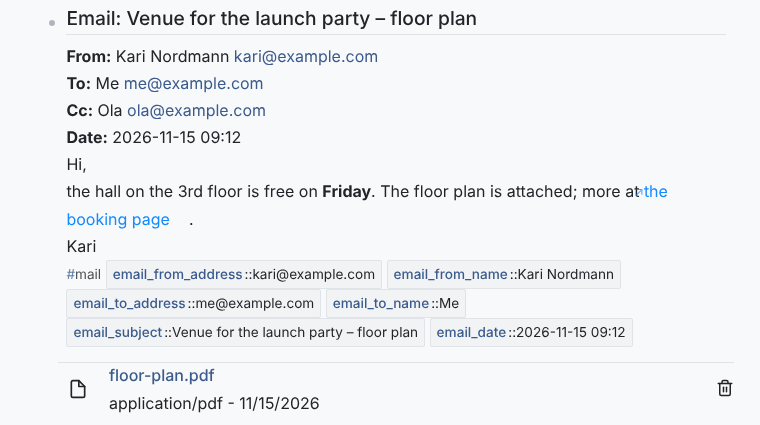 Email: Venue for the launch party – floor plan
From: Kari Nordmann kari@example.com
To: Me me@example.com
Cc: Ola ola@example.com
Date: 2026-11-15 09:12
Hi,
the hall on the 3rd floor is free on Friday. The floor plan is attached; more at the
booking page .
Kari
#mail email_from_address::kari@example.com email_from_name::Kari Nordmann
email_to_address::me@example.com email_to_name::Me
email_subject::Venue for the launch party – floor plan email_date::2026-11-15 09:12
floor-plan.pdf
application/pdf - 11/15/2026